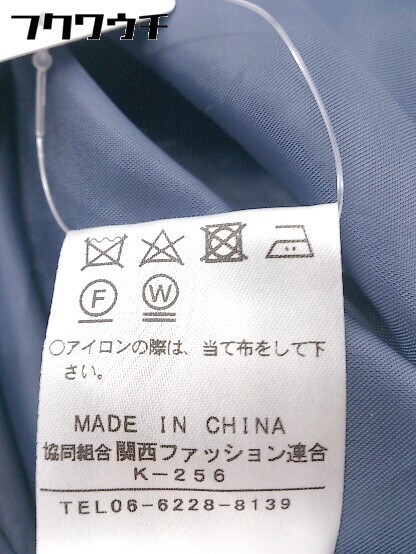 フクワウチ
F W
○アイロンの際は、当て布をして下
さい。
MADE IN CHINA
協同組合関西ファッション連合
K-256
TEL06-6228-8139